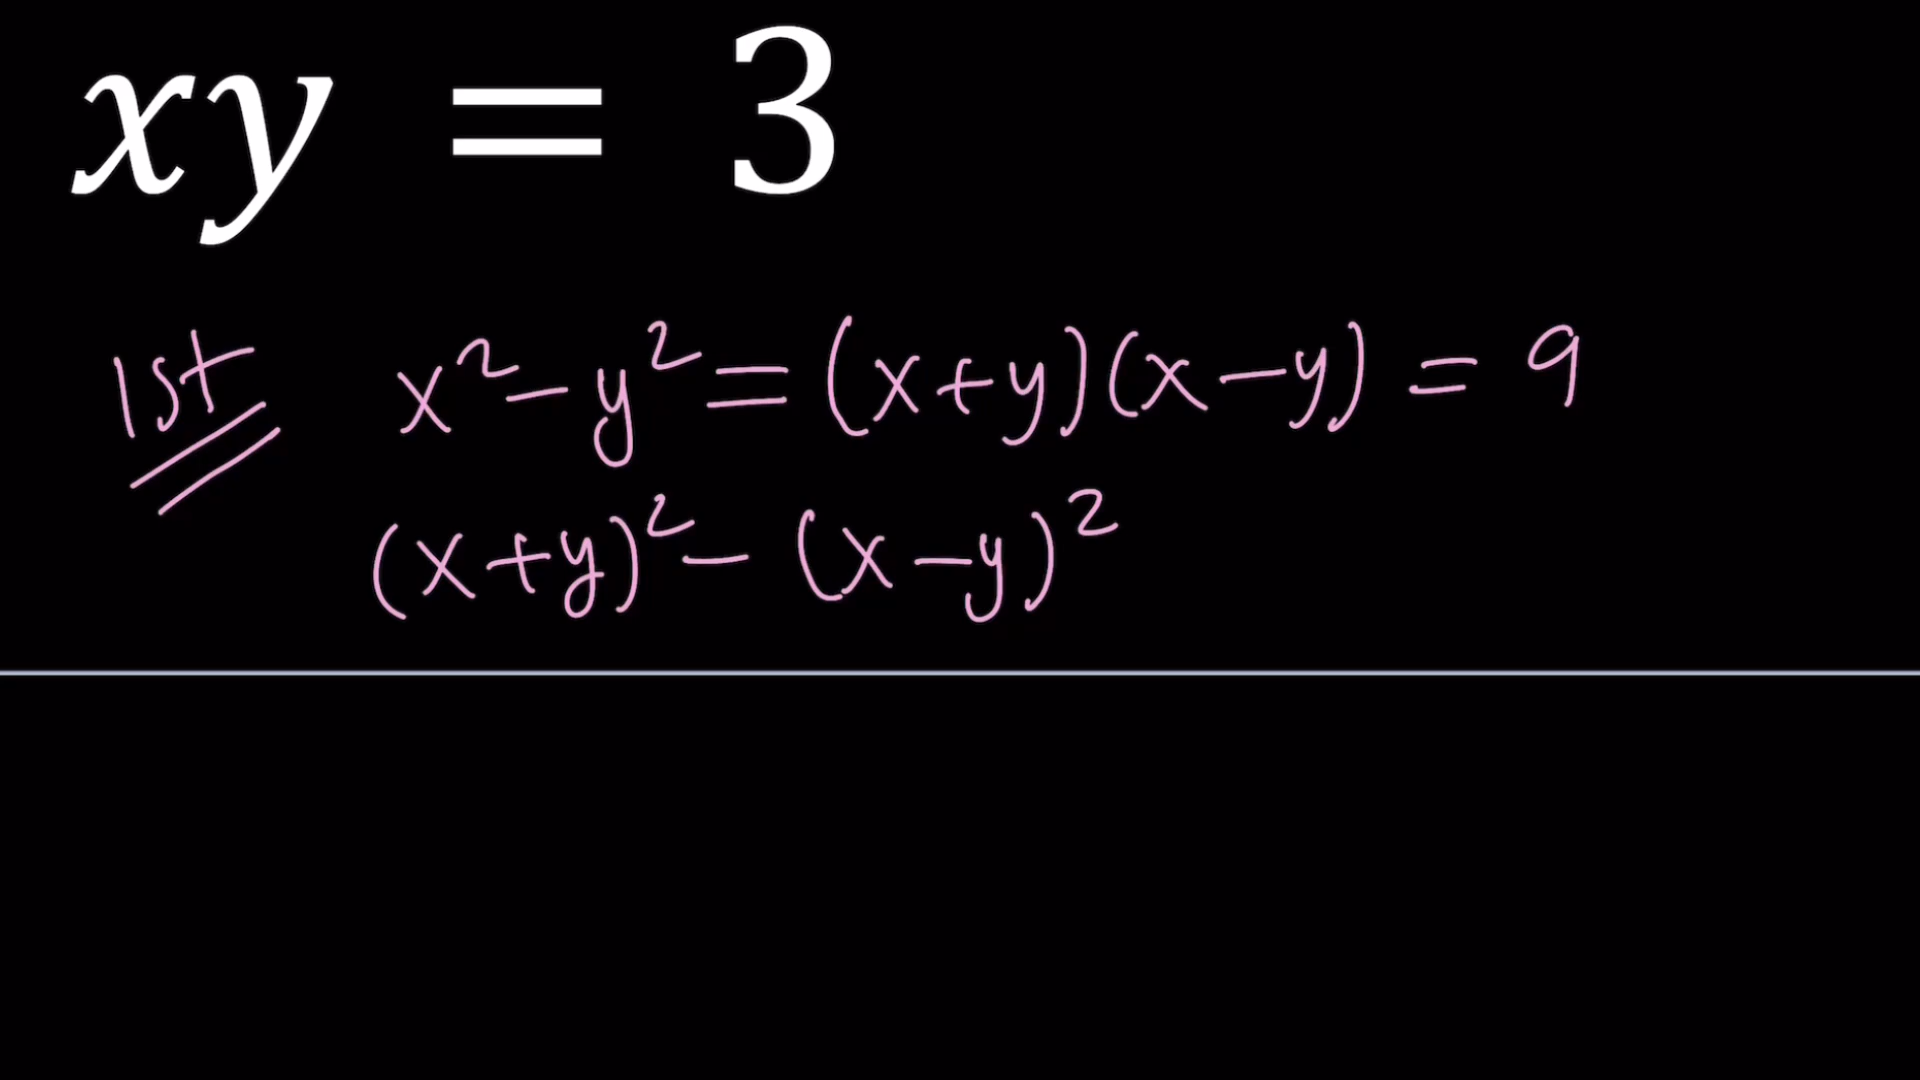 xy = 3
1st x² - y² = (x+y)(x-y) = 9
(x+y)² - (x-y)²